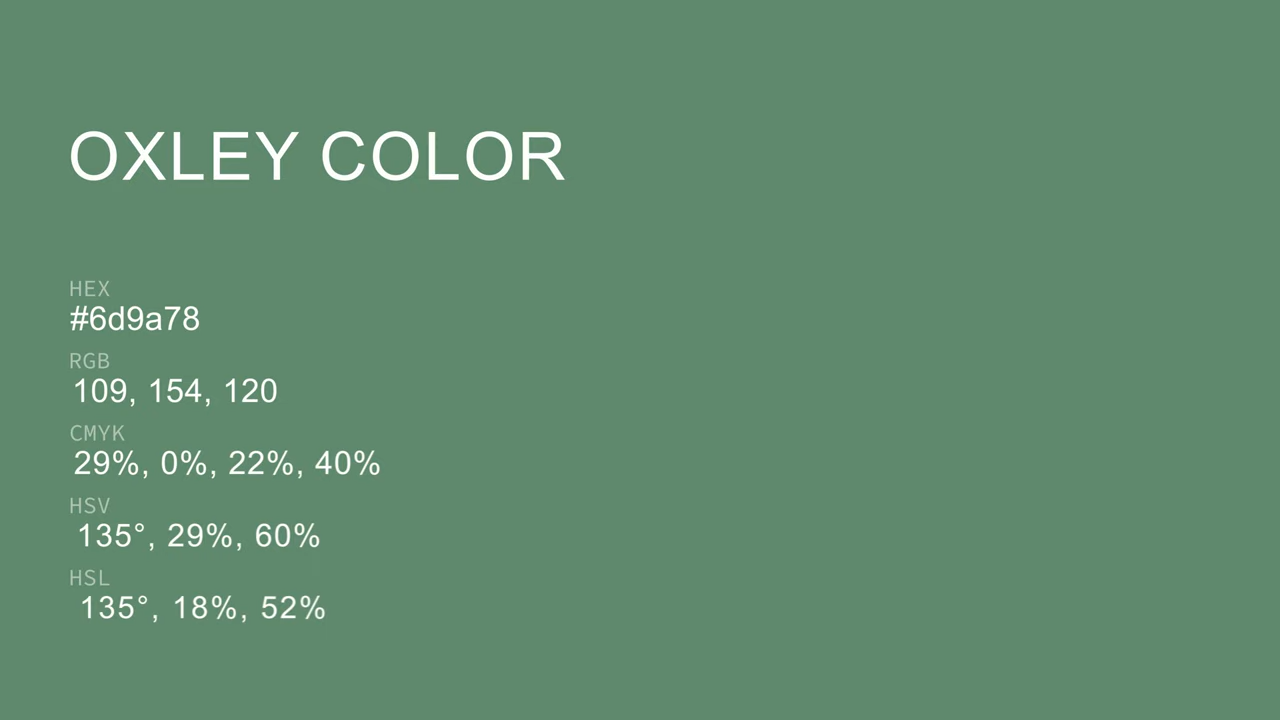 OXLEY COLOR
HEX
#6d9a78
RGB
109, 154, 120
CMYK
29%, 0%, 22%, 40%
HSV
135°, 29%, 60%
HSL
135°, 18%, 52%